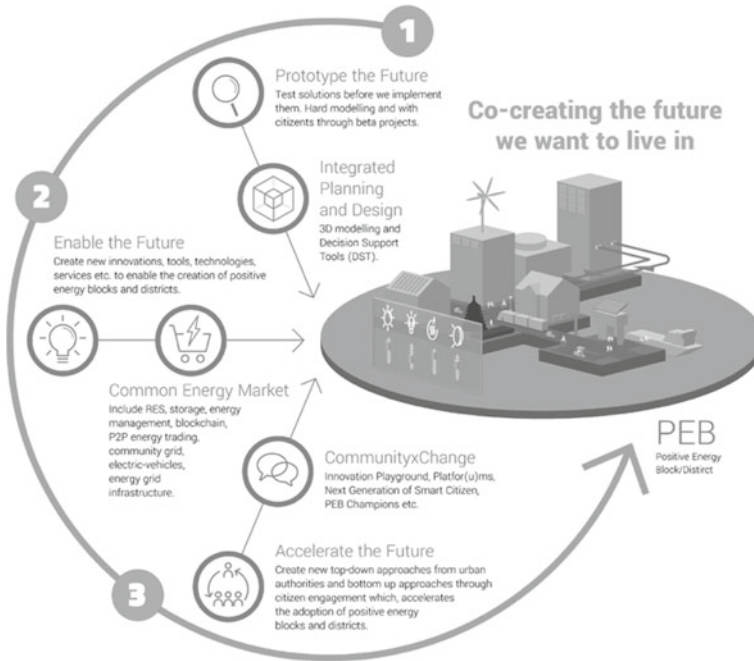 1
Prototype the Future
Test solutions before we implement
them. Hard modelling and with
citizents through beta projects.
Co-creating the future
we want to live in
Integrated
Planning
and Design
3D modelling and
Decision Support
Tools (DST).
2
Enable the Future
Create new innovations, tools, technologies,
services etc. to enable the creation of positive
energy blocks and districts.
Common Energy Market
Include RES, storage, energy
management, blockchain,
P2P energy trading,
community grid,
electric-vehicles,
energy grid
infrastructure.
CommunityxChange
Innovation Playground, Platfor(u)ms,
Next Generation of Smart Citizen,
PEB Champions etc.
PEB
Positive Energy
Block/Distirct
3
Accelerate the Future
Create new top-down approaches from urban
authorities and bottom up approaches through
citizen engagement which, accelerates
the adoption of positive energy
blocks and districts.